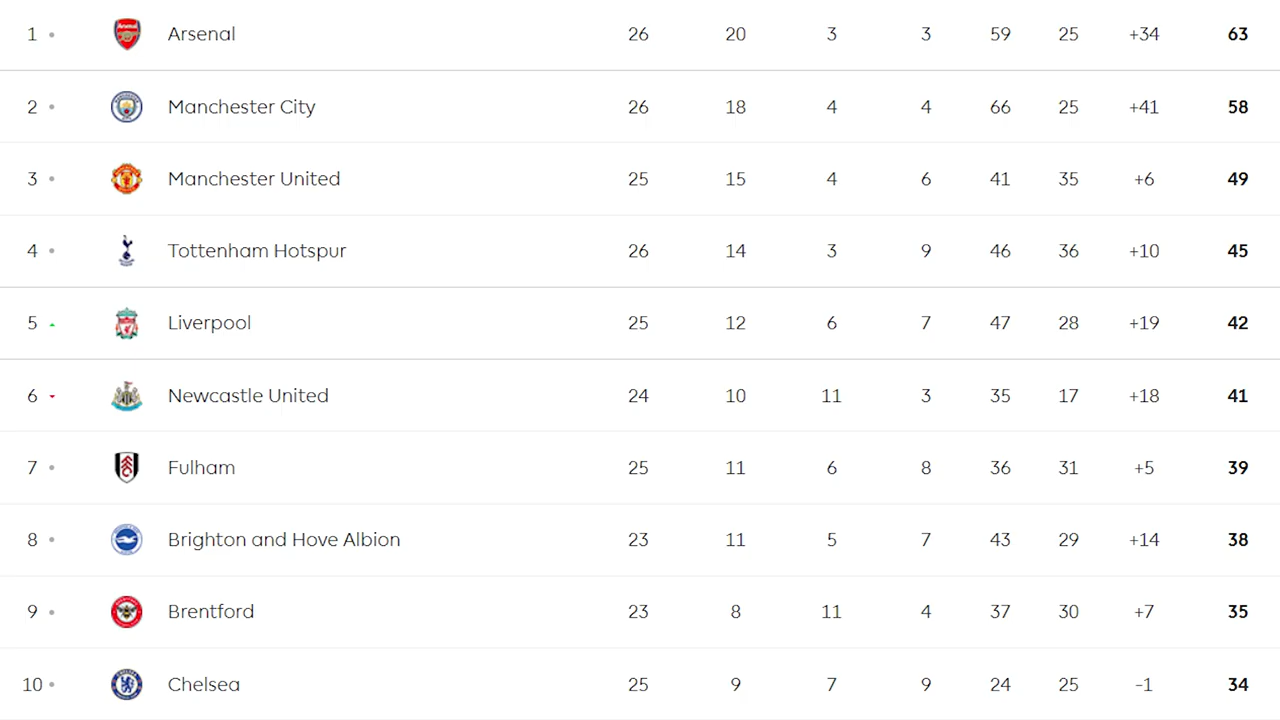 1 Arsenal 26 20 3 3 59 25 +34 63
2 Manchester City 26 18 4 4 66 25 +41 58
3 Manchester United 25 15 4 6 41 35 +6 49
4 Tottenham Hotspur 26 14 3 9 46 36 +10 45
5 Liverpool 25 12 6 7 47 28 +19 42
6 Newcastle United 24 10 11 3 35 17 +18 41
7 Fulham 25 11 6 8 36 31 +5 39
8 Brighton and Hove Albion 23 11 5 7 43 29 +14 38
9 Brentford 23 8 11 4 37 30 +7 35
10 Chelsea 25 9 7 9 24 25 -1 34